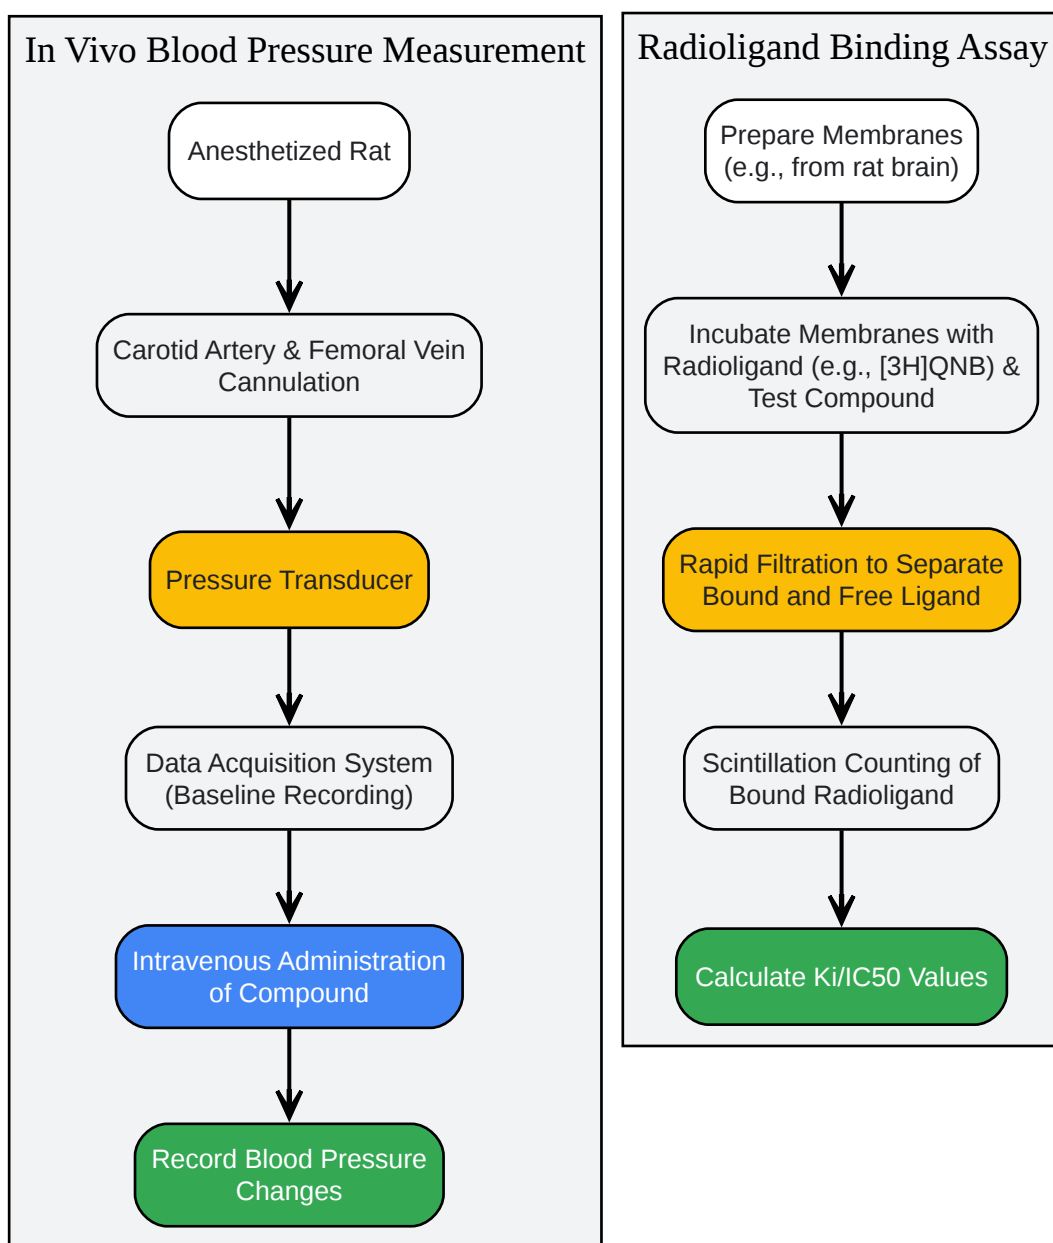 In Vivo Blood Pressure Measurement
Anesthetized Rat
Carotid Artery & Femoral Vein
Cannulation
Pressure Transducer
Data Acquisition System
(Baseline Recording)
Intravenous Administration
of Compound
Record Blood Pressure
Changes
Radioligand Binding Assay
Prepare Membranes
(e.g., from rat brain)
Incubate Membranes with
Radioligand (e.g., [3H]QNB) &
Test Compound
Rapid Filtration to Separate
Bound and Free Ligand
Scintillation Counting of
Bound Radioligand
Calculate Ki/IC50 Values